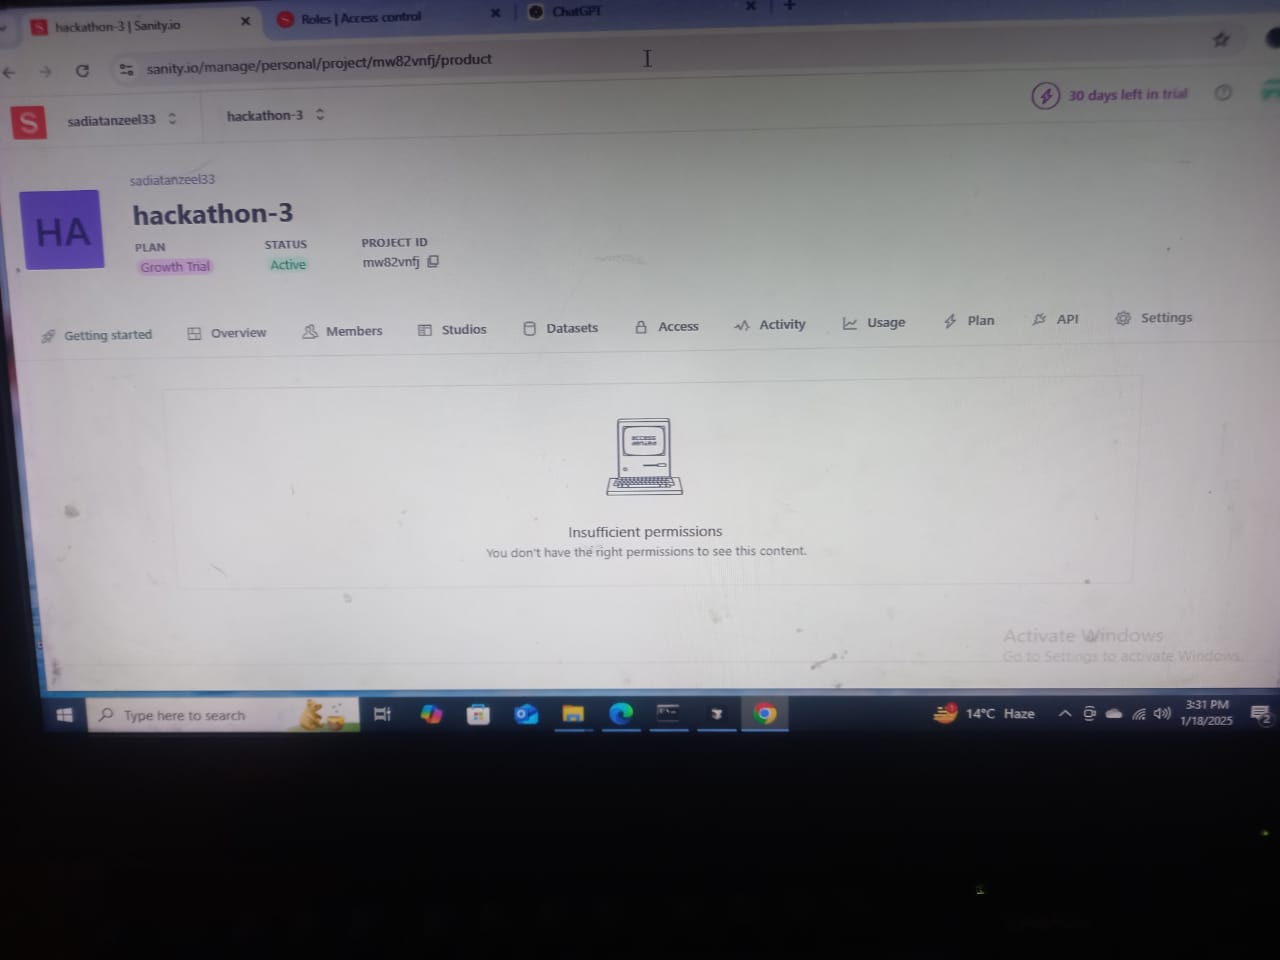 hackathon-3 | Sanity.io
Roles | Access control
ChatGPT
sanity.io/manage/personal/project/mw82vnfj/product
S
sadiatanzeel33
hackathon-3
30 days left in trial
sadiatanzeel33
HA
hackathon-3
PLAN
STATUS
PROJECT ID
Growth Trial
Active
mw82vnfj
Getting started
Overview
Members
Studios
Datasets
Access
Activity
Usage
Plan
API
Settings
access
denied
Insufficient permissions
You don't have the right permissions to see this content.
Activate Windows
Go to Settings to activate Windows.
Type here to search
14°C Haze
3:31 PM
1/18/2025
2